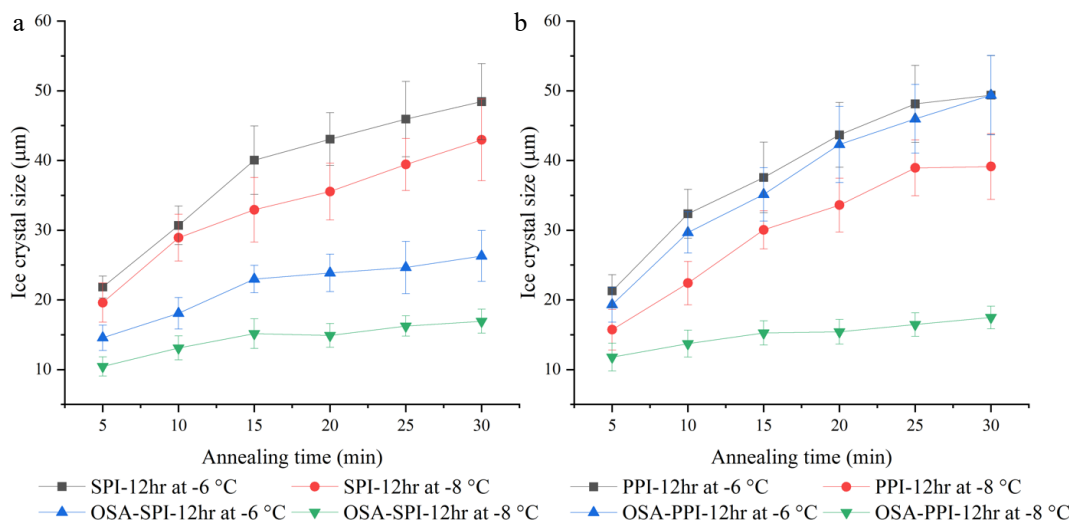 a
60
50
40
30
20
10
Ice crystal size (μm)
5 10 15 20 25 30
Annealing time (min)
SPI-12hr at -6 °C SPI-12hr at -8 °C
OSA-SPI-12hr at -6 °C OSA-SPI-12hr at -8 °C
b
60
50
40
30
20
10
Ice crystal size (μm)
5 10 15 20 25 30
Annealing time (min)
PPI-12hr at -6 °C PPI-12hr at -8 °C
OSA-PPI-12hr at -6 °C OSA-PPI-12hr at -8 °C